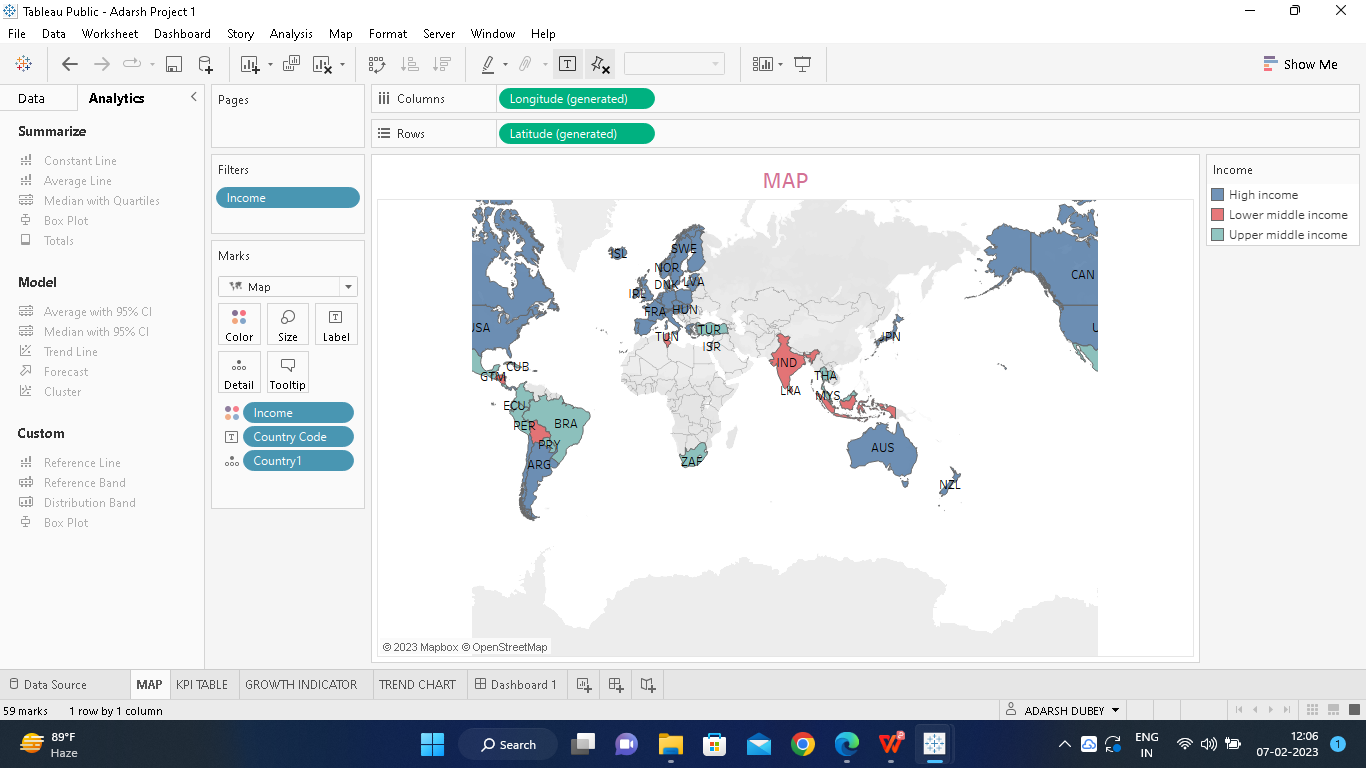 Tableau Public - Adarsh Project 1
File Data Worksheet Dashboard Story Analysis Map Format Server Window Help
Show Me
Data Analytics
Summarize
Constant Line
Average Line
Median with Quartiles
Box Plot
Totals
Model
Average with 95% CI
Median with 95% CI
Trend Line
Forecast
Cluster
Custom
Reference Line
Reference Band
Distribution Band
Box Plot
Pages
Filters
Income
Marks
Map
Color Size Label
Detail Tooltip
Income
Country Code
Country1
Columns Longitude (generated)
Rows Latitude (generated)
MAP
ISL SWE
NOR
DNK LVA
IRL
FRA HUN
CAN
USA TUN TUR JPN U
ISR
CUB IND
GTM THA
LKA MYS
ECU
PER BRA
PRY AUS
ARG ZAF
NZL
© 2023 Mapbox © OpenStreetMap
Income
High income
Lower middle income
Upper middle income
Data Source MAP KPI TABLE GROWTH INDICATOR TREND CHART Dashboard 1
59 marks 1 row by 1 column ADARSH DUBEY
89°F
Haze
Search
ENG
IN
12:06
07-02-2023
1